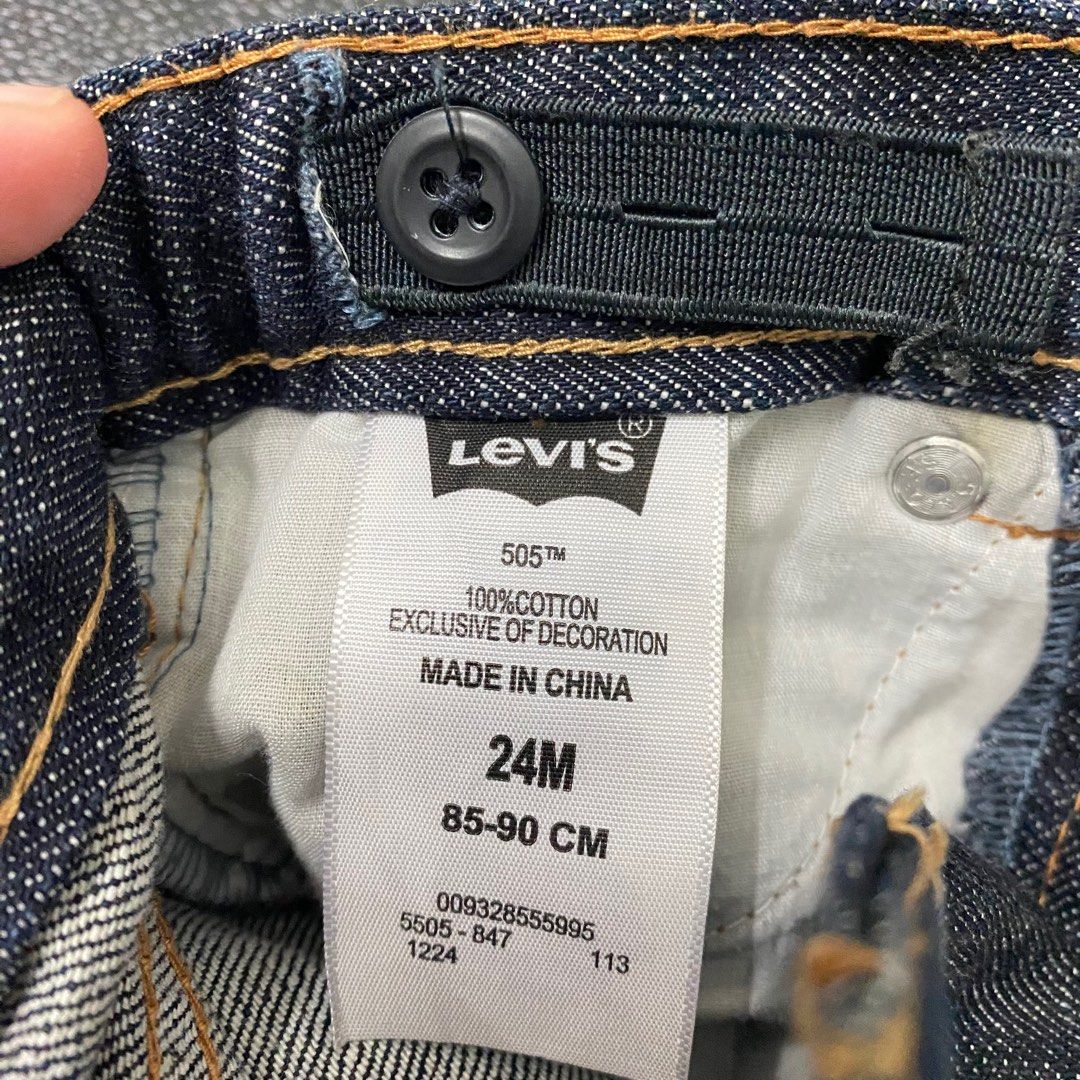 LEVI'S®
505™
100%COTTON
EXCLUSIVE OF DECORATION
MADE IN CHINA
24M
85-90 CM
009328555995
5505 - 847
1224 113